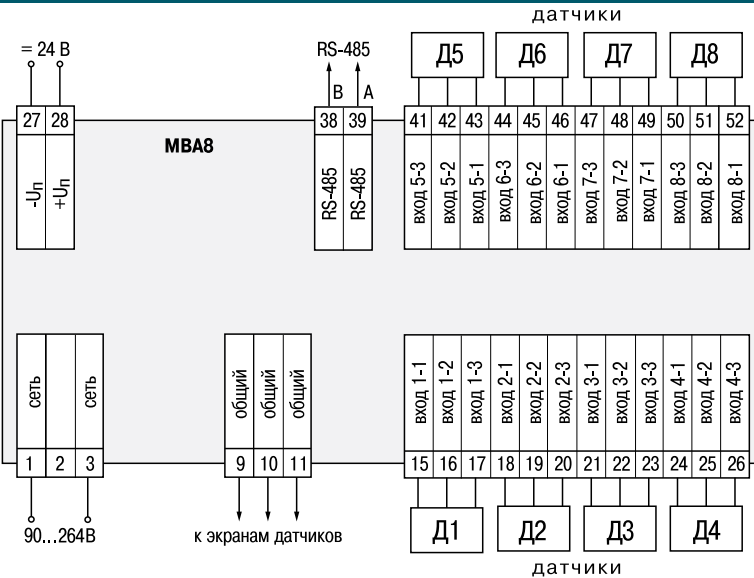 датчики
= 24 В
RS-485
Д5 Д6 Д7 Д8
B A
27 28 38 39 41 42 43 44 45 46 47 48 49 50 51 52
МВА8
-Uп
+Uп
RS-485
RS-485
вход 5-3
вход 5-2
вход 5-1
вход 6-3
вход 6-2
вход 6-1
вход 7-3
вход 7-2
вход 7-1
вход 8-3
вход 8-2
вход 8-1
сеть
сеть
общий
общий
общий
вход 1-1
вход 1-2
вход 1-3
вход 2-1
вход 2-2
вход 2-3
вход 3-1
вход 3-2
вход 3-3
вход 4-1
вход 4-2
вход 4-3
1 2 3 9 10 11 15 16 17 18 19 20 21 22 23 24 25 26
90...264В
к экранам датчиков
Д1 Д2 Д3 Д4
датчики